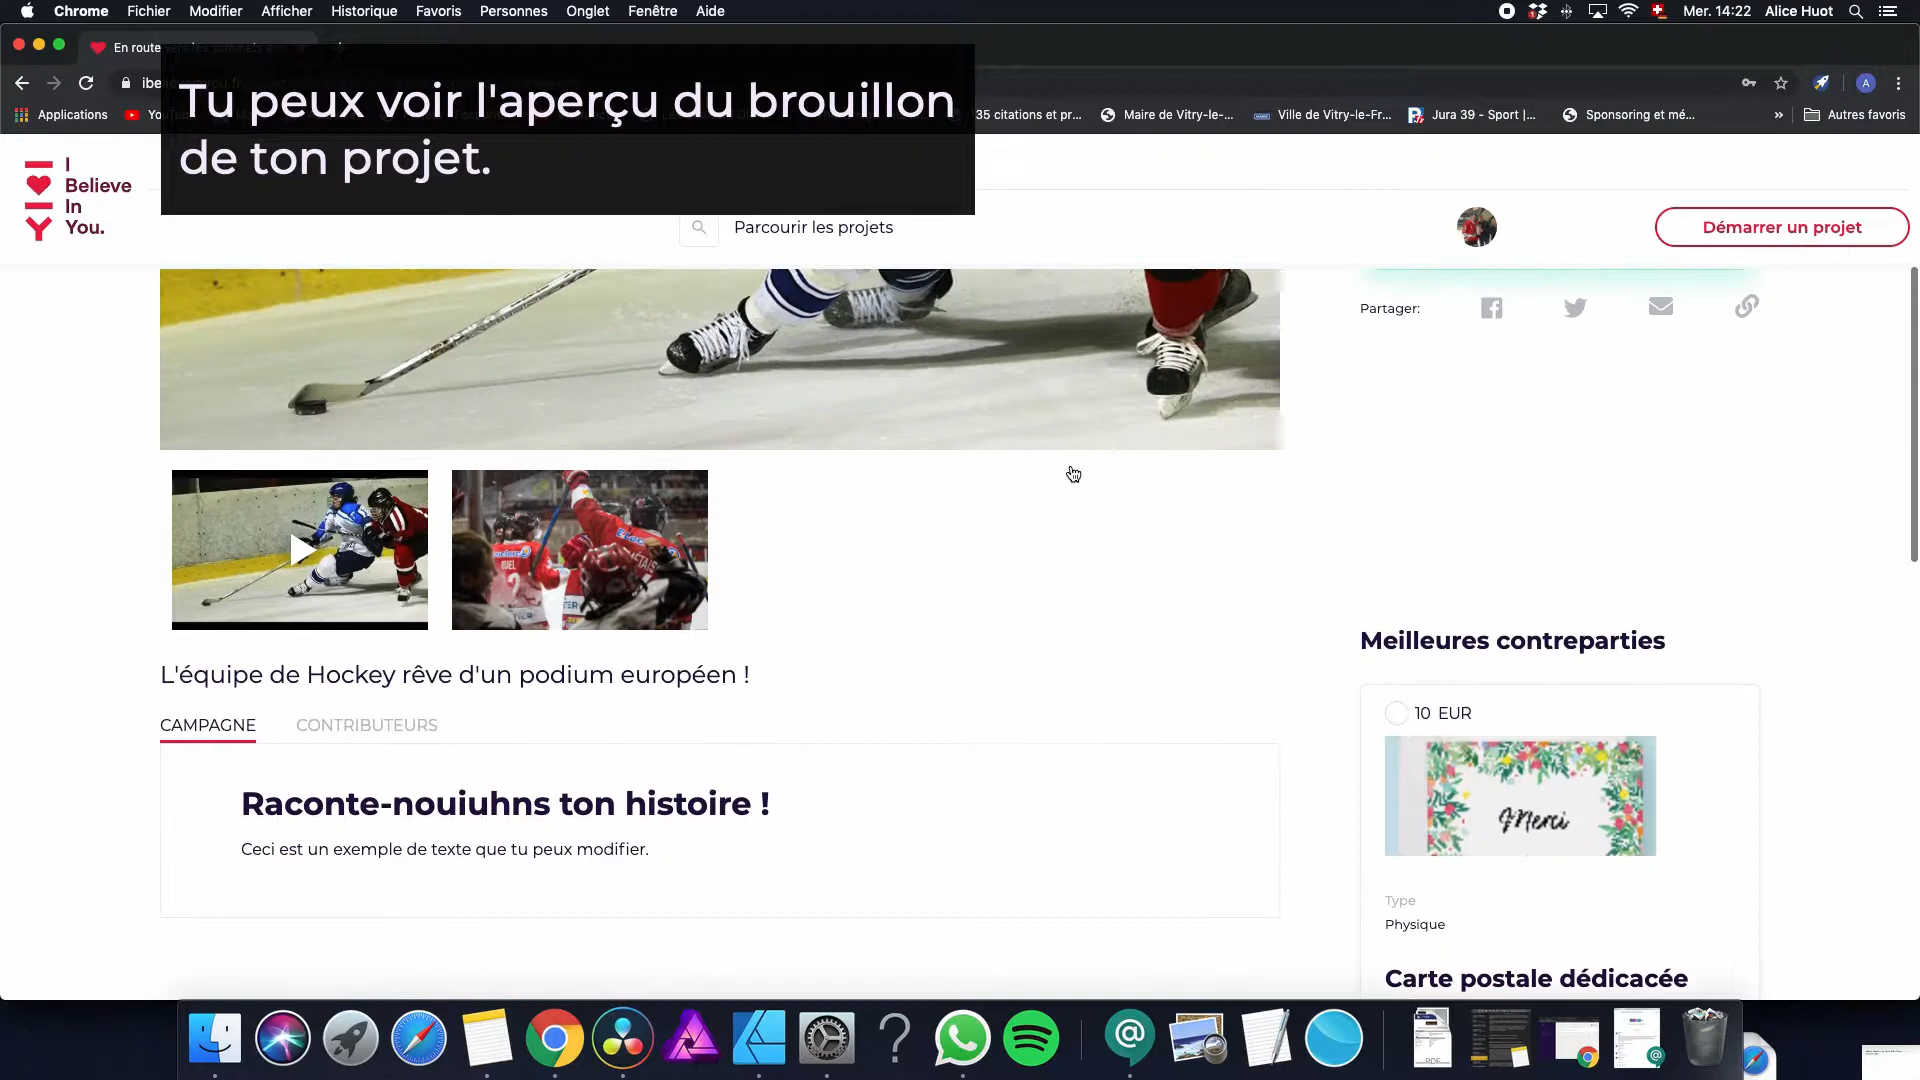 Chrome Fichier Modifier Afficher Historique Favoris Personnes Onglet Fenêtre Aide
Mer. 14:22 Alice Huot
En route
ibe
A
Applications
35 citations et pr...
Maire de Vitry-le-...
Ville de Vitry-le-Fr...
Jura 39 - Sport |...
Sponsoring et mé...
»
Autres favoris
Tu peux voir l'aperçu du brouillon
de ton projet.
I
Believe
In
You.
Parcourir les projets
Démarrer un projet
Partager:
L'équipe de Hockey rêve d'un podium européen !
CAMPAGNE CONTRIBUTEURS
Raconte-nouiuhns ton histoire !
Ceci est un exemple de texte que tu peux modifier.
Meilleures contreparties
10 EUR
Merci
Type
Physique
Carte postale dédicacée
PDF